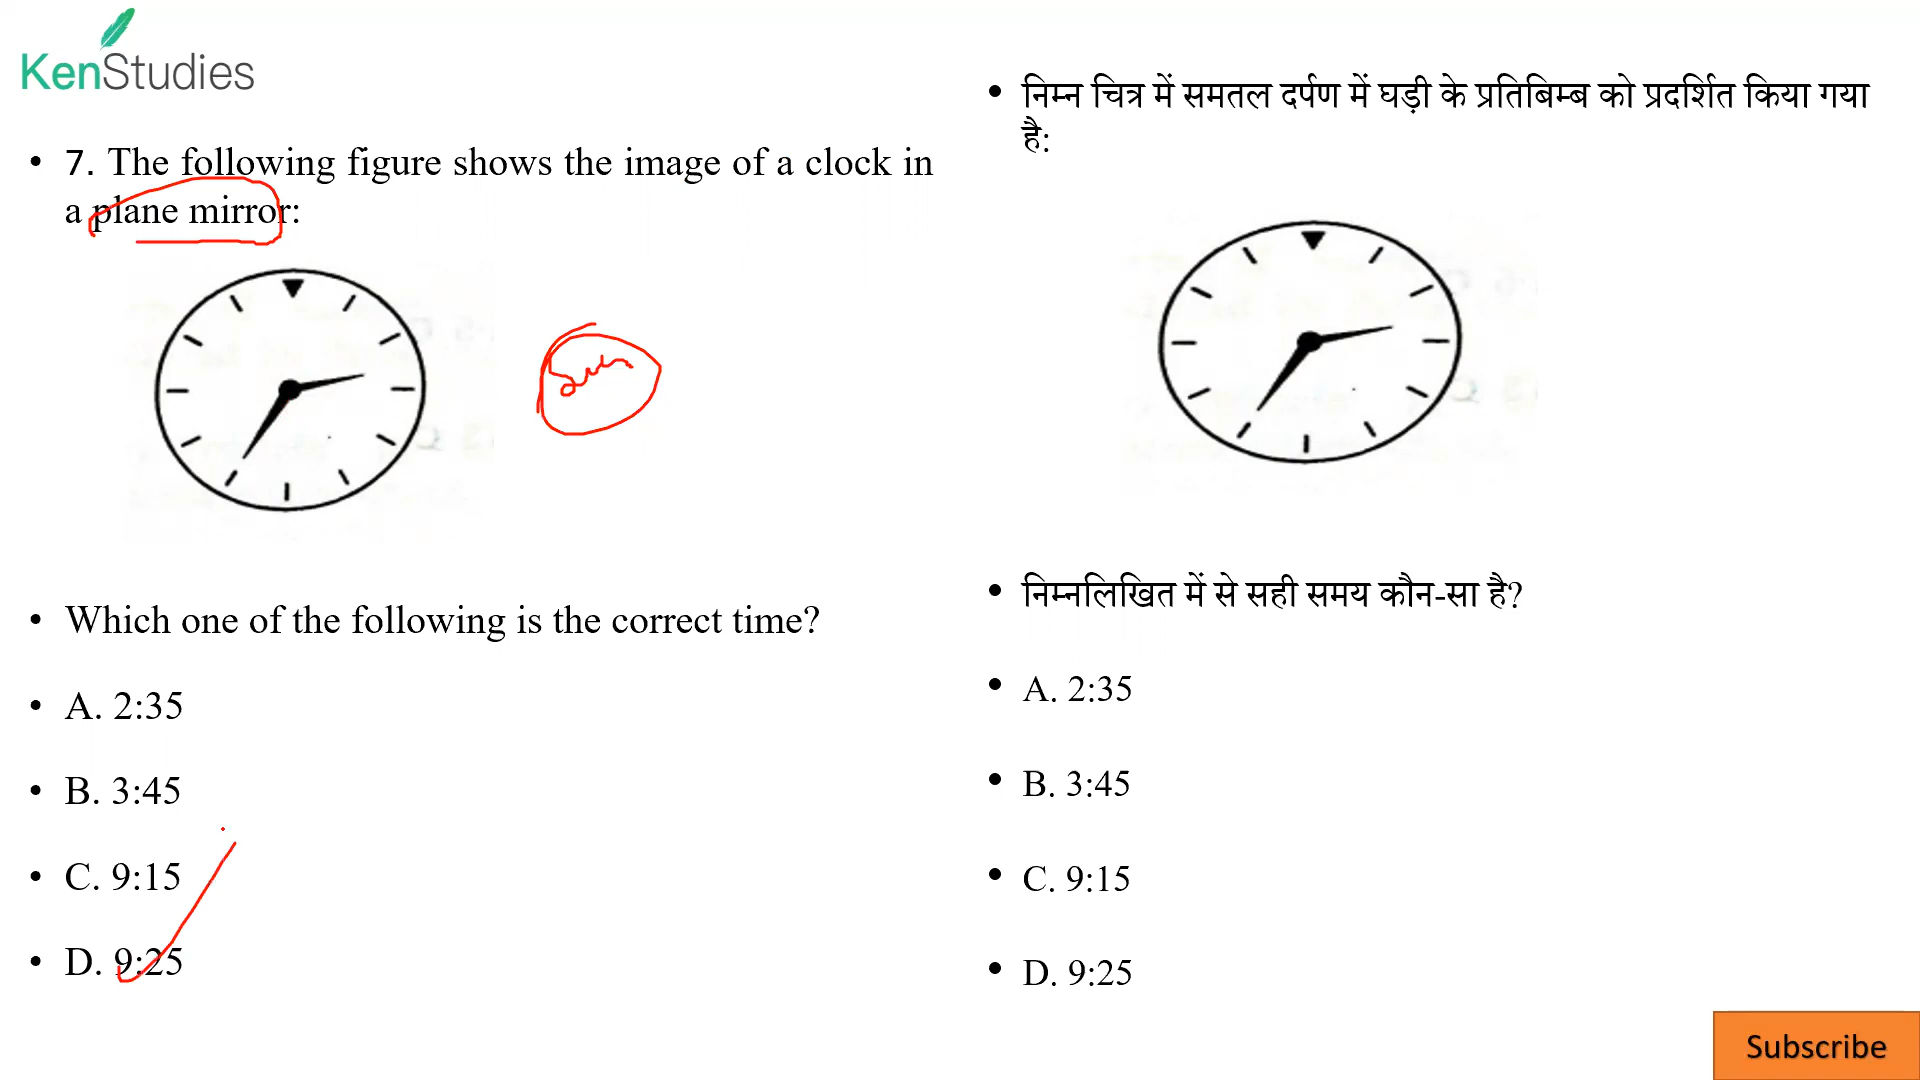 KenStudies
• 7. The following figure shows the image of a clock in
a plane mirror:
• Which one of the following is the correct time?
• A. 2:35
• B. 3:45
• C. 9:15
• D. 9:25
• निम्न चित्र में समतल दर्पण में घड़ी के प्रतिबिम्ब को प्रदर्शित किया गया
है:
• निम्नलिखित में से सही समय कौन-सा है?
• A. 2:35
• B. 3:45
• C. 9:15
• D. 9:25
Subscribe